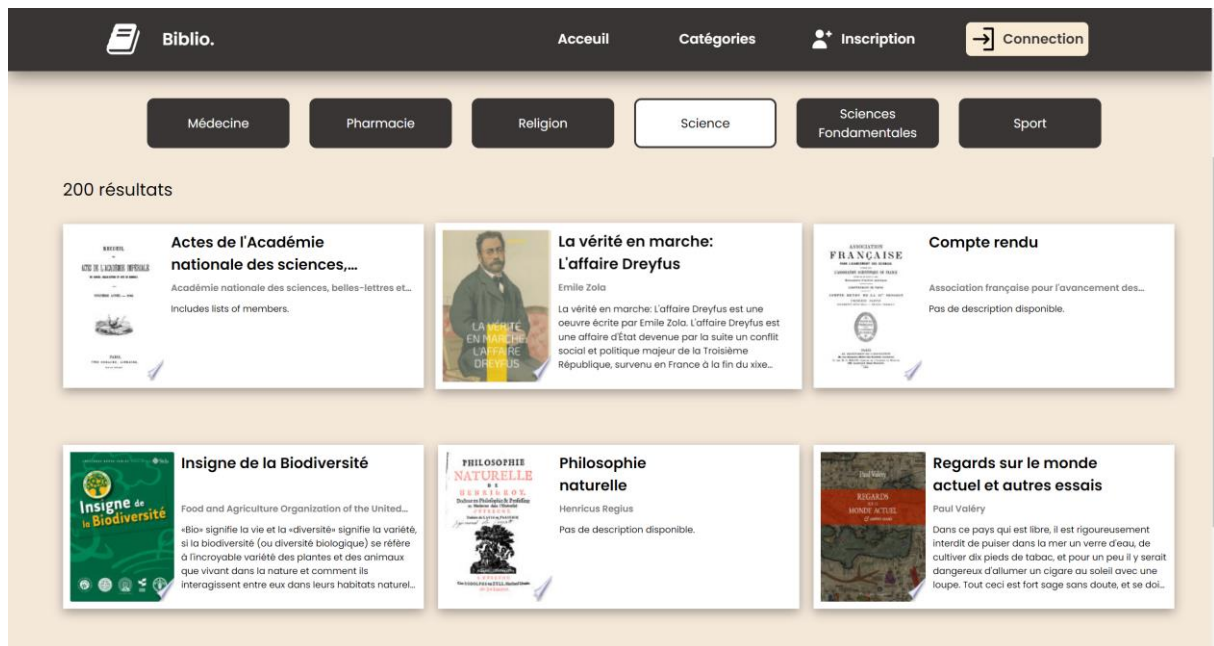 Biblio.
Acceuil
Catégories
Inscription
Connection
Médecine
Pharmacie
Religion
Science
Sciences
Fondamentales
Sport
200 résultats
RECUEIL
ACTES DE L'ACADÉMIE IMPÉRIALE
PARIS
Actes de l'Académie
nationale des sciences,...
Académie nationale des sciences, belles-lettres et...
Includes lists of members.
LA VÉRITÉ
EN MARCHE:
L'AFFAIRE
DREYFUS
La vérité en marche:
L'affaire Dreyfus
Emile Zola
La vérité en marche: L'affaire Dreyfus est une
oeuvre écrite par Emile Zola. L'affaire Dreyfus est
une affaire d'État devenue par la suite un conflit
social et politique majeur de la Troisième
République, survenu en France à la fin du xixe...
ASSOCIATION
FRANÇAISE
PARIS
Compte rendu
Association française pour l'avancement des...
Pas de description disponible.
Insigne de
la Biodiversité
Insigne de la Biodiversité
Food and Agriculture Organization of the United...
«Bio» signifie la vie et la «diversité» signifie la variété,
si la biodiversité (ou diversité biologique) se réfère
à l'incroyable variété des plantes et des animaux
que vivant dans la nature et comment ils
interagissent entre eux dans leurs habitats naturel...
PHILOSOPHIE
NATURELLE
DE
Philosophie
naturelle
Henricus Regius
Pas de description disponible.
Paul Valéry
REGARDS
SUR LE
MONDE ACTUEL
Regards sur le monde
actuel et autres essais
Paul Valéry
Dans ce pays qui est libre, il est rigoureusement
interdit de puiser dans la mer un verre d'eau, de
cultiver dix pieds de tabac, et pour un peu il y serait
dangereux d'allumer un cigare au soleil avec une
loupe. Tout ceci est fort sage sans doute, et se doi...